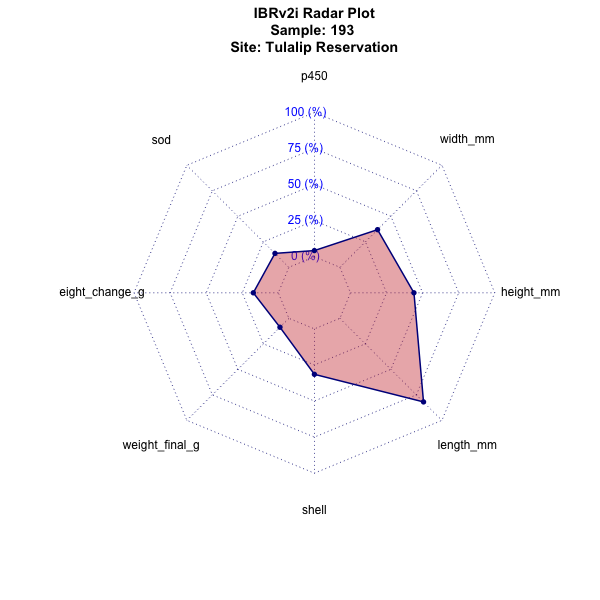 IBRv2i Radar Plot
Sample: 193
Site: Tulalip Reservation
p450
100 (%)
sod
width_mm
75 (%)
50 (%)
25 (%)
0 (%)
eight_change_g
height_mm
weight_final_g
length_mm
shell